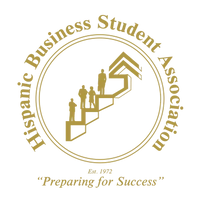 Hispanic Business Student Association
Est. 1972
"Preparing for Success"